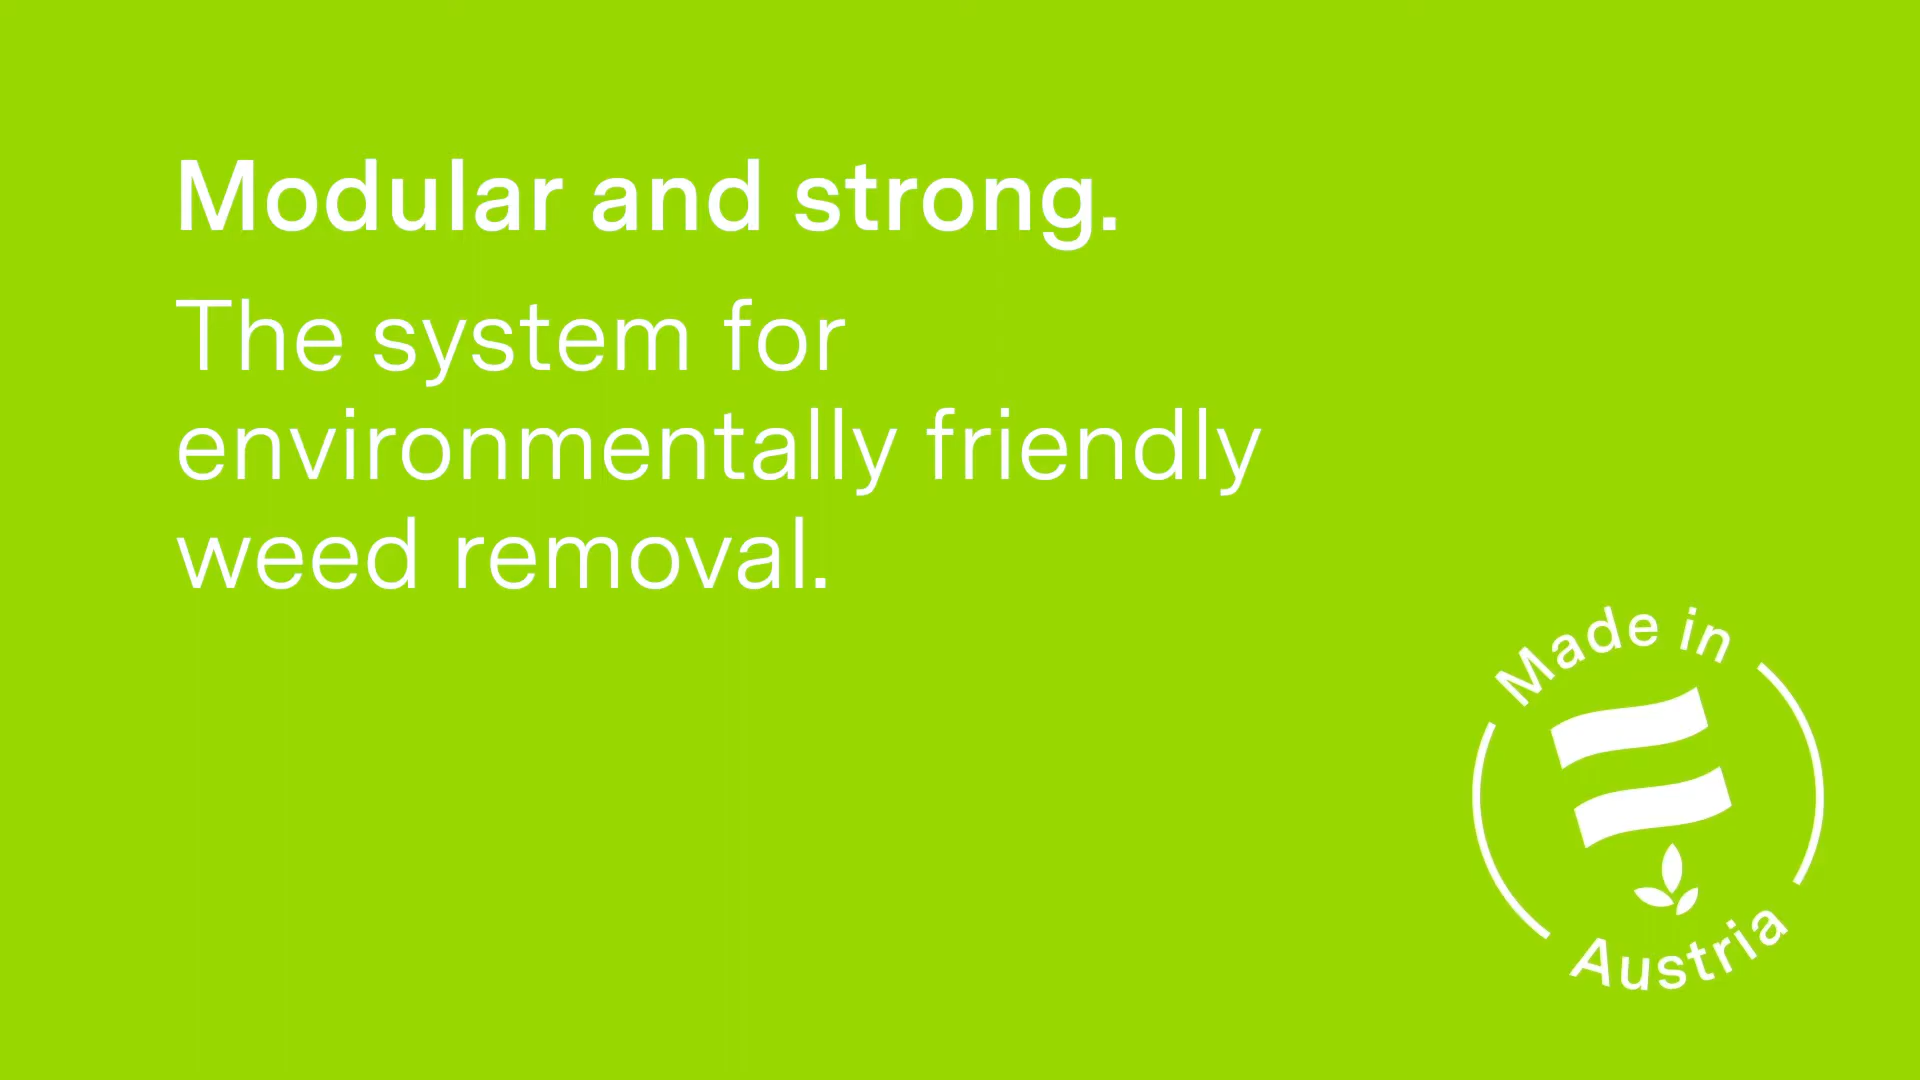 Modular and strong.
The system for
environmentally friendly
weed removal.
Made in
Austria